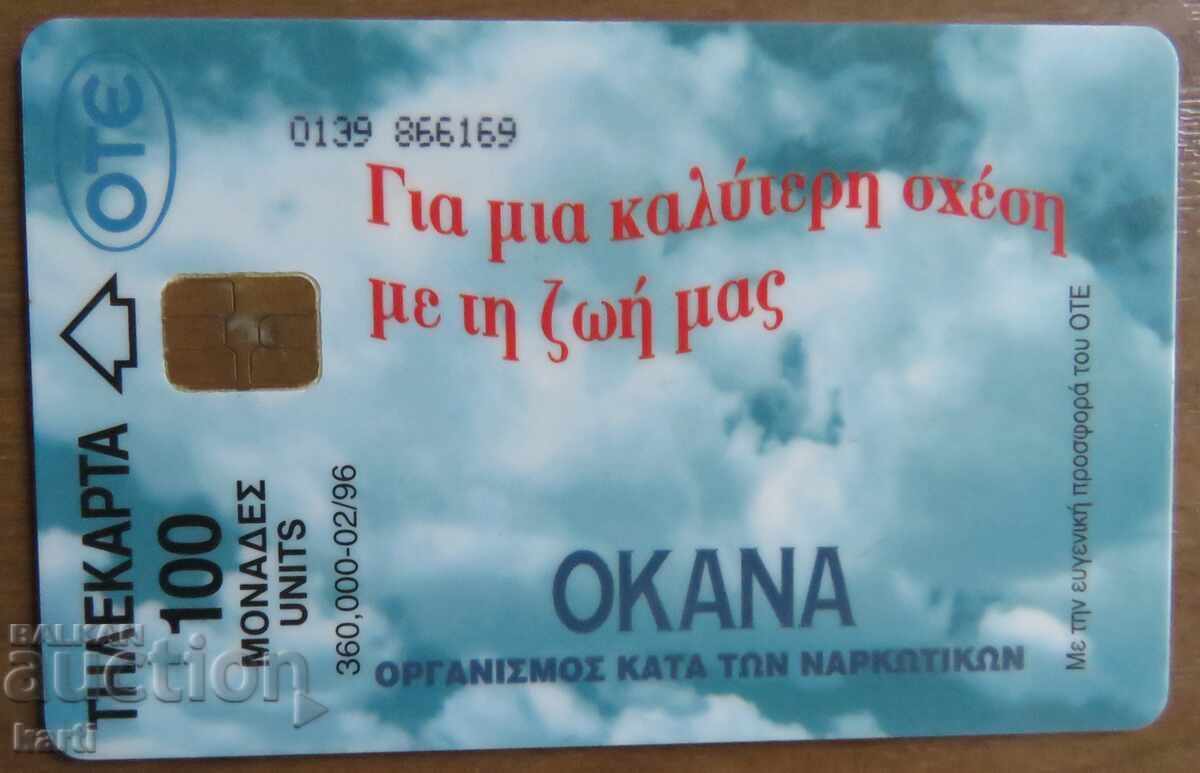 OTE
0139 866169
Για μια καλύτερη σχέση
με τη ζωή μας
ΤΗΛΕΚΑΡΤΑ
100
ΜΟΝΑΔΕΣ
UNITS
360,000-02/96
ΟΚΑΝΑ
ΟΡΓΑΝΙΣΜΟΣ ΚΑΤΑ ΤΩΝ ΝΑΡΚΩΤΙΚΩΝ
Με την ευγενική προσφορά του ΟΤΕ
BALKAN
auction
karti